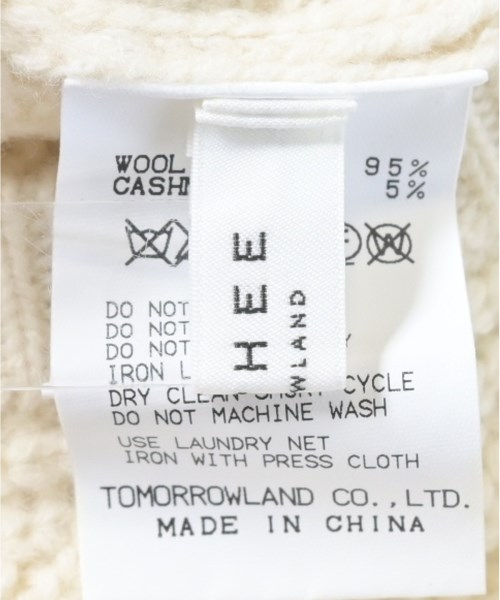 WOOL 95%
CASHM 5%
W
HEE
WLAND
DO NOT
DO NOT
DO NOT Y
IRON L
DRY CLEAN SHORT CYCLE
DO NOT MACHINE WASH
USE LAUNDRY NET
IRON WITH PRESS CLOTH
TOMORROWLAND CO.,LTD.
MADE IN CHINA